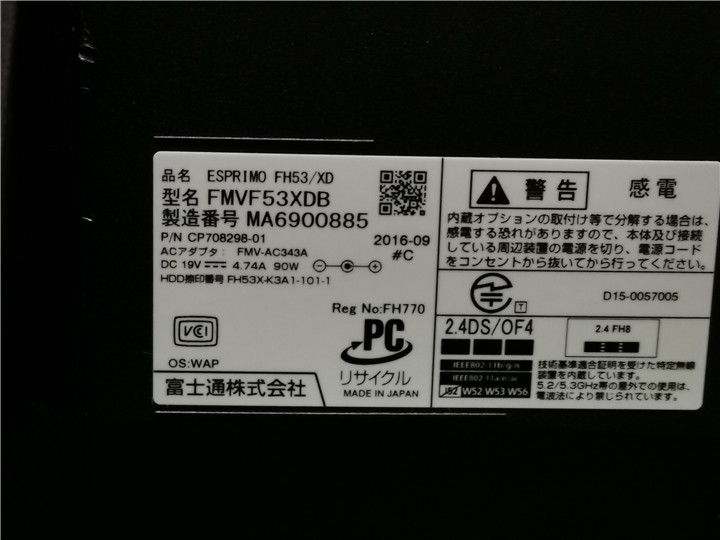 品名 ESPRIMO FH53/XD
型名 FMVF53XDB
製造番号 MA6900885
P/N CP708298-01
2016-09
ACアダプタ: FMV-AC343A
#C
DC 19V 4.74A 90W
HDD捺印番号 FH53X-K3A1-101-1
Reg No:FH770
VCCI
PC
OS:WAP
リサイクル
富士通株式会社
MADE IN JAPAN
警告
感電
内蔵オプションの取付け等で分解する場合は、
感電する恐れがありますので、本体及び接続
している周辺装置の電源を切り、電源コード
をコンセントから抜いてから行ってください。
T
D15-0057005
2.4DS/OF4
2.4 FH8
IEEE802.11b/g/n
IEEE802.11a/n/ac
J52 W52 W53 W56
技術基準適合証明を受けた特定無線
装置を内蔵しています。
5.2/5.3GHz帯の屋外での使用は、
電波法により禁じられています。